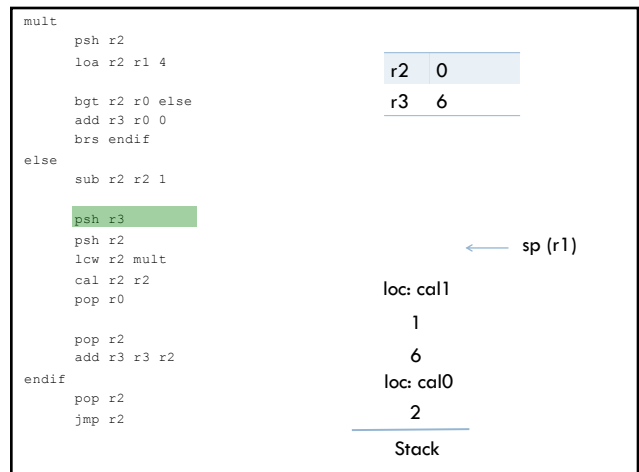 mult
psh r2
loa r2 r1 4
bgt r2 r0 else
add r3 r0 0
brs endif
else
sub r2 r2 1
psh r3
psh r2
lcw r2 mult
cal r2 r2
pop r0
pop r2
add r3 r3 r2
endif
pop r2
jmp r2
r2 0
r3 6
sp (r1)
loc: cal1
1
6
loc: cal0
2
Stack